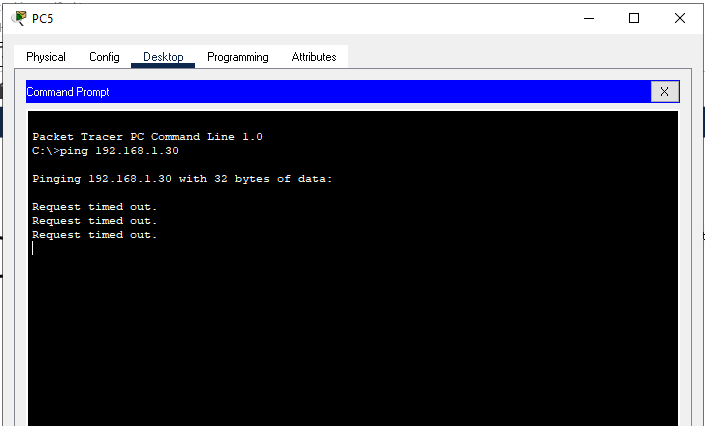 PC5
Physical Config Desktop Programming Attributes
Command Prompt
X
Packet Tracer PC Command Line 1.0
C:\>ping 192.168.1.30
Pinging 192.168.1.30 with 32 bytes of data:
Request timed out.
Request timed out.
Request timed out.